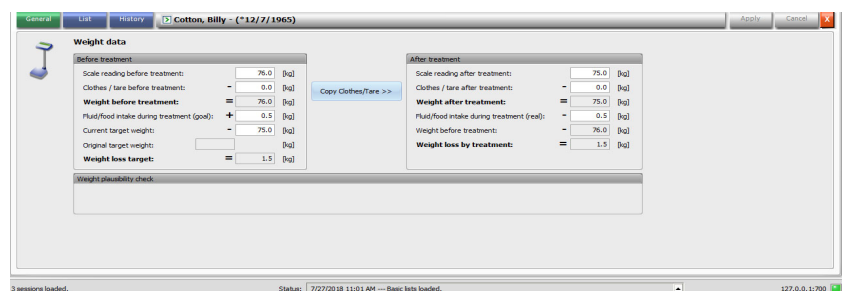 General List History Cotton, Billy - (*12/7/1965) Apply Cancel X
Weight data
Before treatment
Scale reading before treatment: 76.0 [kg]
Clothes / tare before treatment: - 0.0 [kg]
Weight before treatment: = 76.0 [kg]
Fluid/food intake during treatment (goal): + 0.5 [kg]
Current target weight: - 75.0 [kg]
Original target weight: [kg]
Weight loss target: = 1.5 [kg]
Copy Clothes/Tare >>
After treatment
Scale reading after treatment: 75.0 [kg]
Clothes / tare after treatment: - 0.0 [kg]
Weight after treatment: = 75.0 [kg]
Fluid/food intake during treatment (real): - 0.5 [kg]
Weight before treatment: - 76.0 [kg]
Weight loss by treatment: = 1.5 [kg]
Weight plausibility check
3 sessions loaded. Status: 7/27/2018 11:01 AM --- Basic lists loaded. 127.0.0.1:700